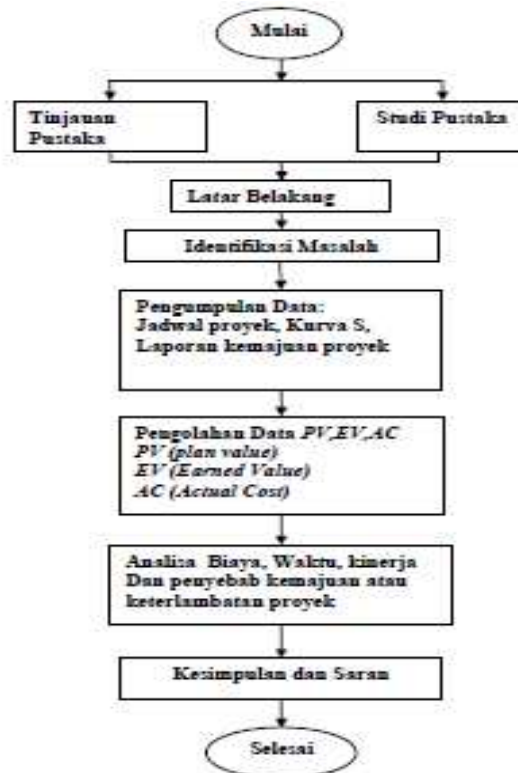 Mulai
Tinjauan
Pustaka
Studi Pustaka
Latar Belakang
Identifikasi Masalah
Pengumpulan Data:
Jadwal proyek, Kurva S,
Laporan kemajuan proyek
Pengolahan Data PV,EV,AC
PV (plan value)
EV (Earned Value)
AC (Actual Cost)
Analisa Biaya, Waktu, kinerja
Dan penyebab kemajuan atau
keterlambatan proyek
Kesimpulan dan Saran
Selesai